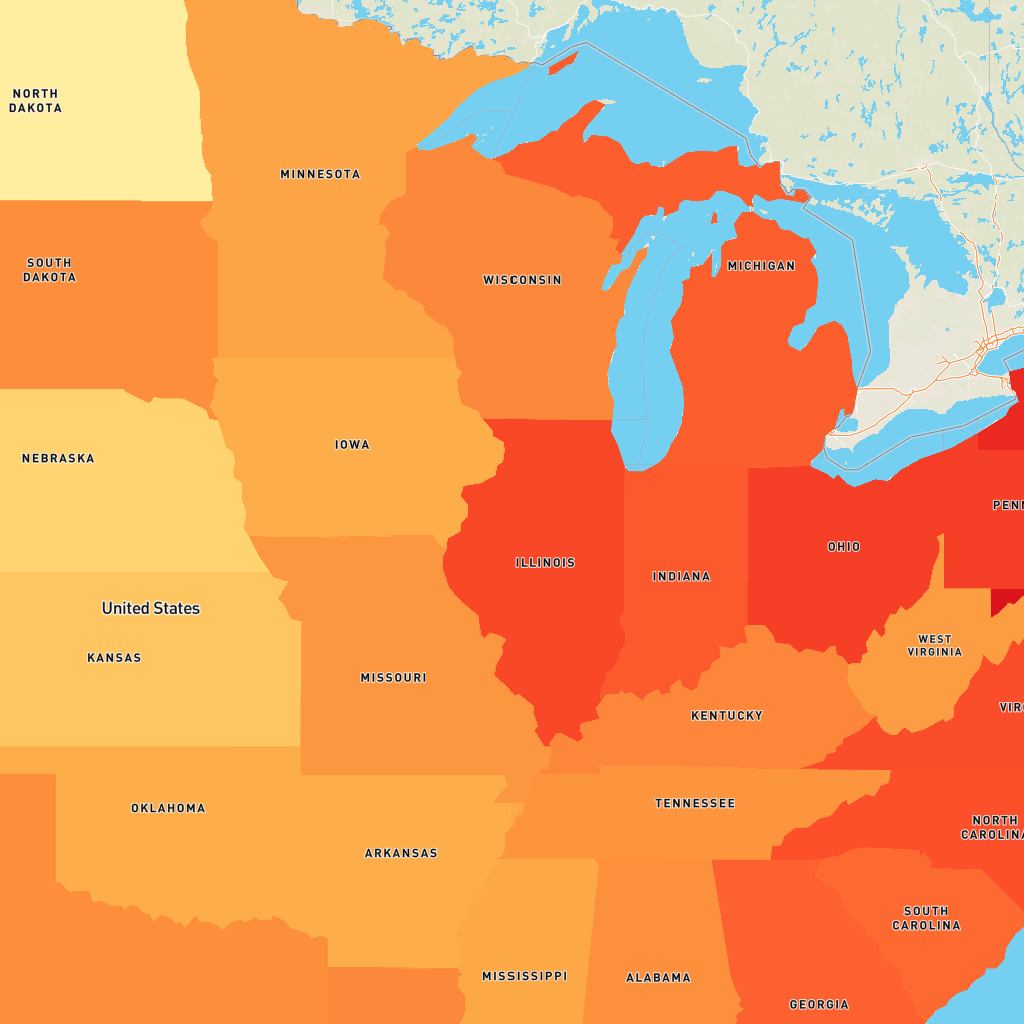 NORTH
DAKOTA
MINNESOTA
SOUTH
DAKOTA
WISCONSIN
MICHIGAN
NEBRASKA
IOWA
PENN
OHIO
ILLINOIS
INDIANA
United States
KANSAS
WEST
VIRGINIA
MISSOURI
KENTUCKY
VIRG
OKLAHOMA
TENNESSEE
NORTH
CAROLINA
ARKANSAS
SOUTH
CAROLINA
MISSISSIPPI
ALABAMA
GEORGIA